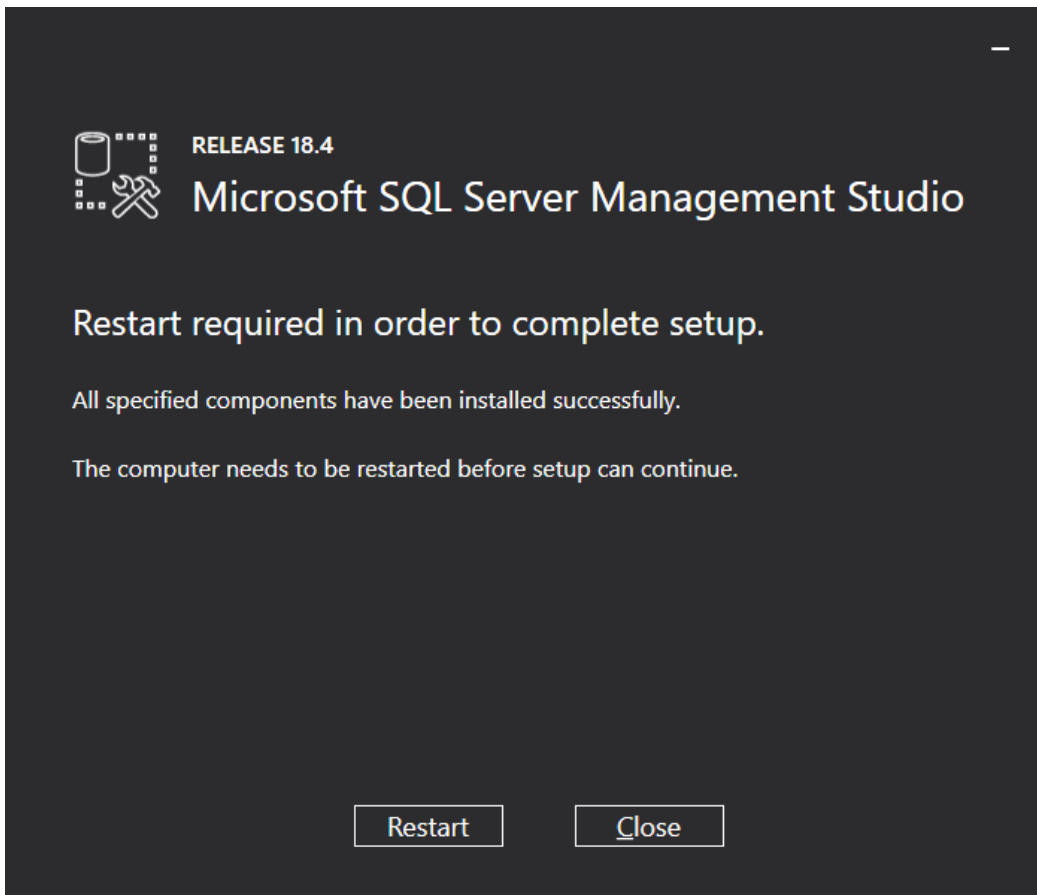 RELEASE 18.4
Microsoft SQL Server Management Studio
Restart required in order to complete setup.
All specified components have been installed successfully.
The computer needs to be restarted before setup can continue.
Restart
Close